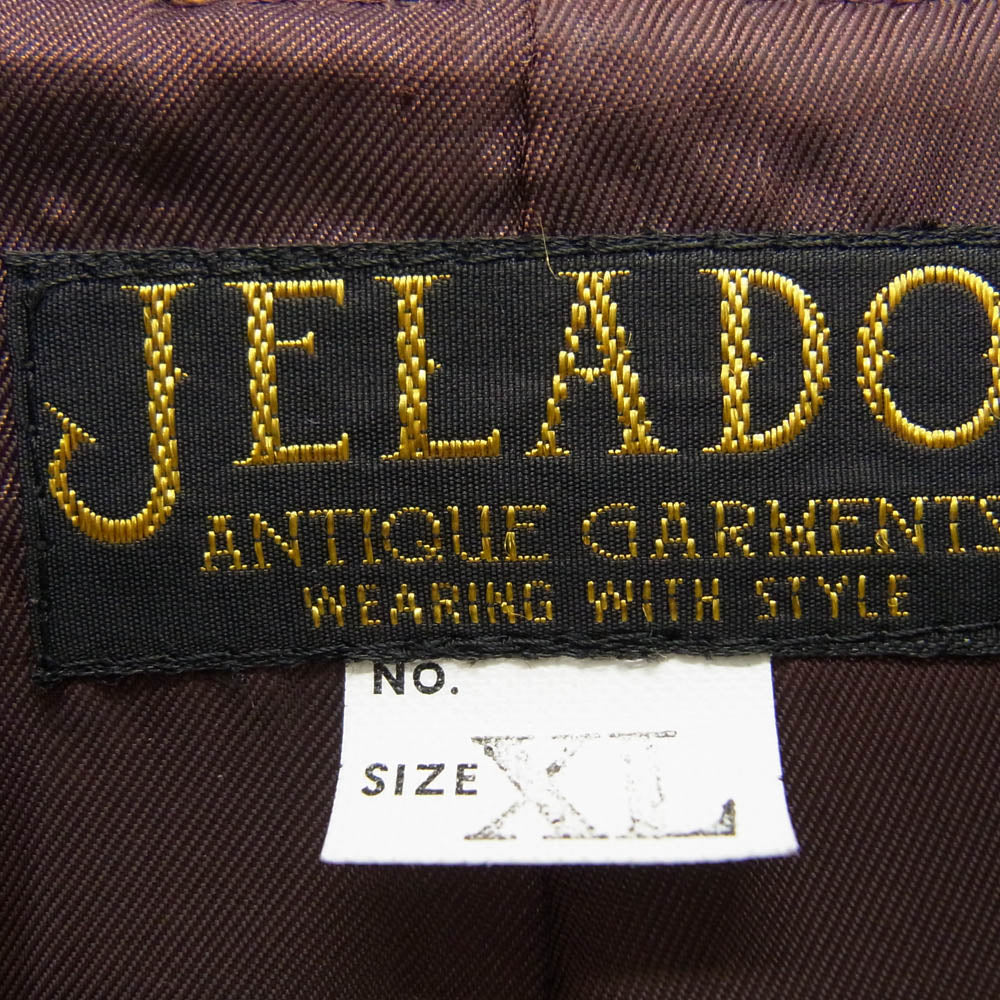 JELADO
ANTIQUE GARMENTS
WEARING WITH STYLE
NO.
SIZE XL